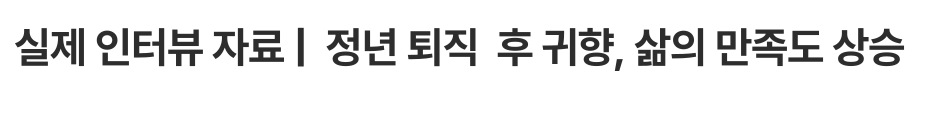 실제 인터뷰 자료 | 정년 퇴직 후 귀향, 삶의 만족도 상승